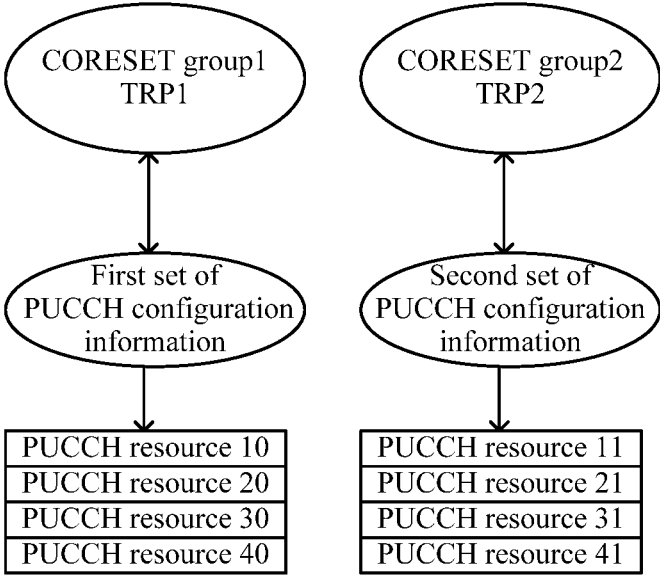 CORESET group1
TRP1
CORESET group2
TRP2
First set of
PUCCH configuration
information
Second set of
PUCCH configuration
information
PUCCH resource 10
PUCCH resource 20
PUCCH resource 30
PUCCH resource 40
PUCCH resource 11
PUCCH resource 21
PUCCH resource 31
PUCCH resource 41